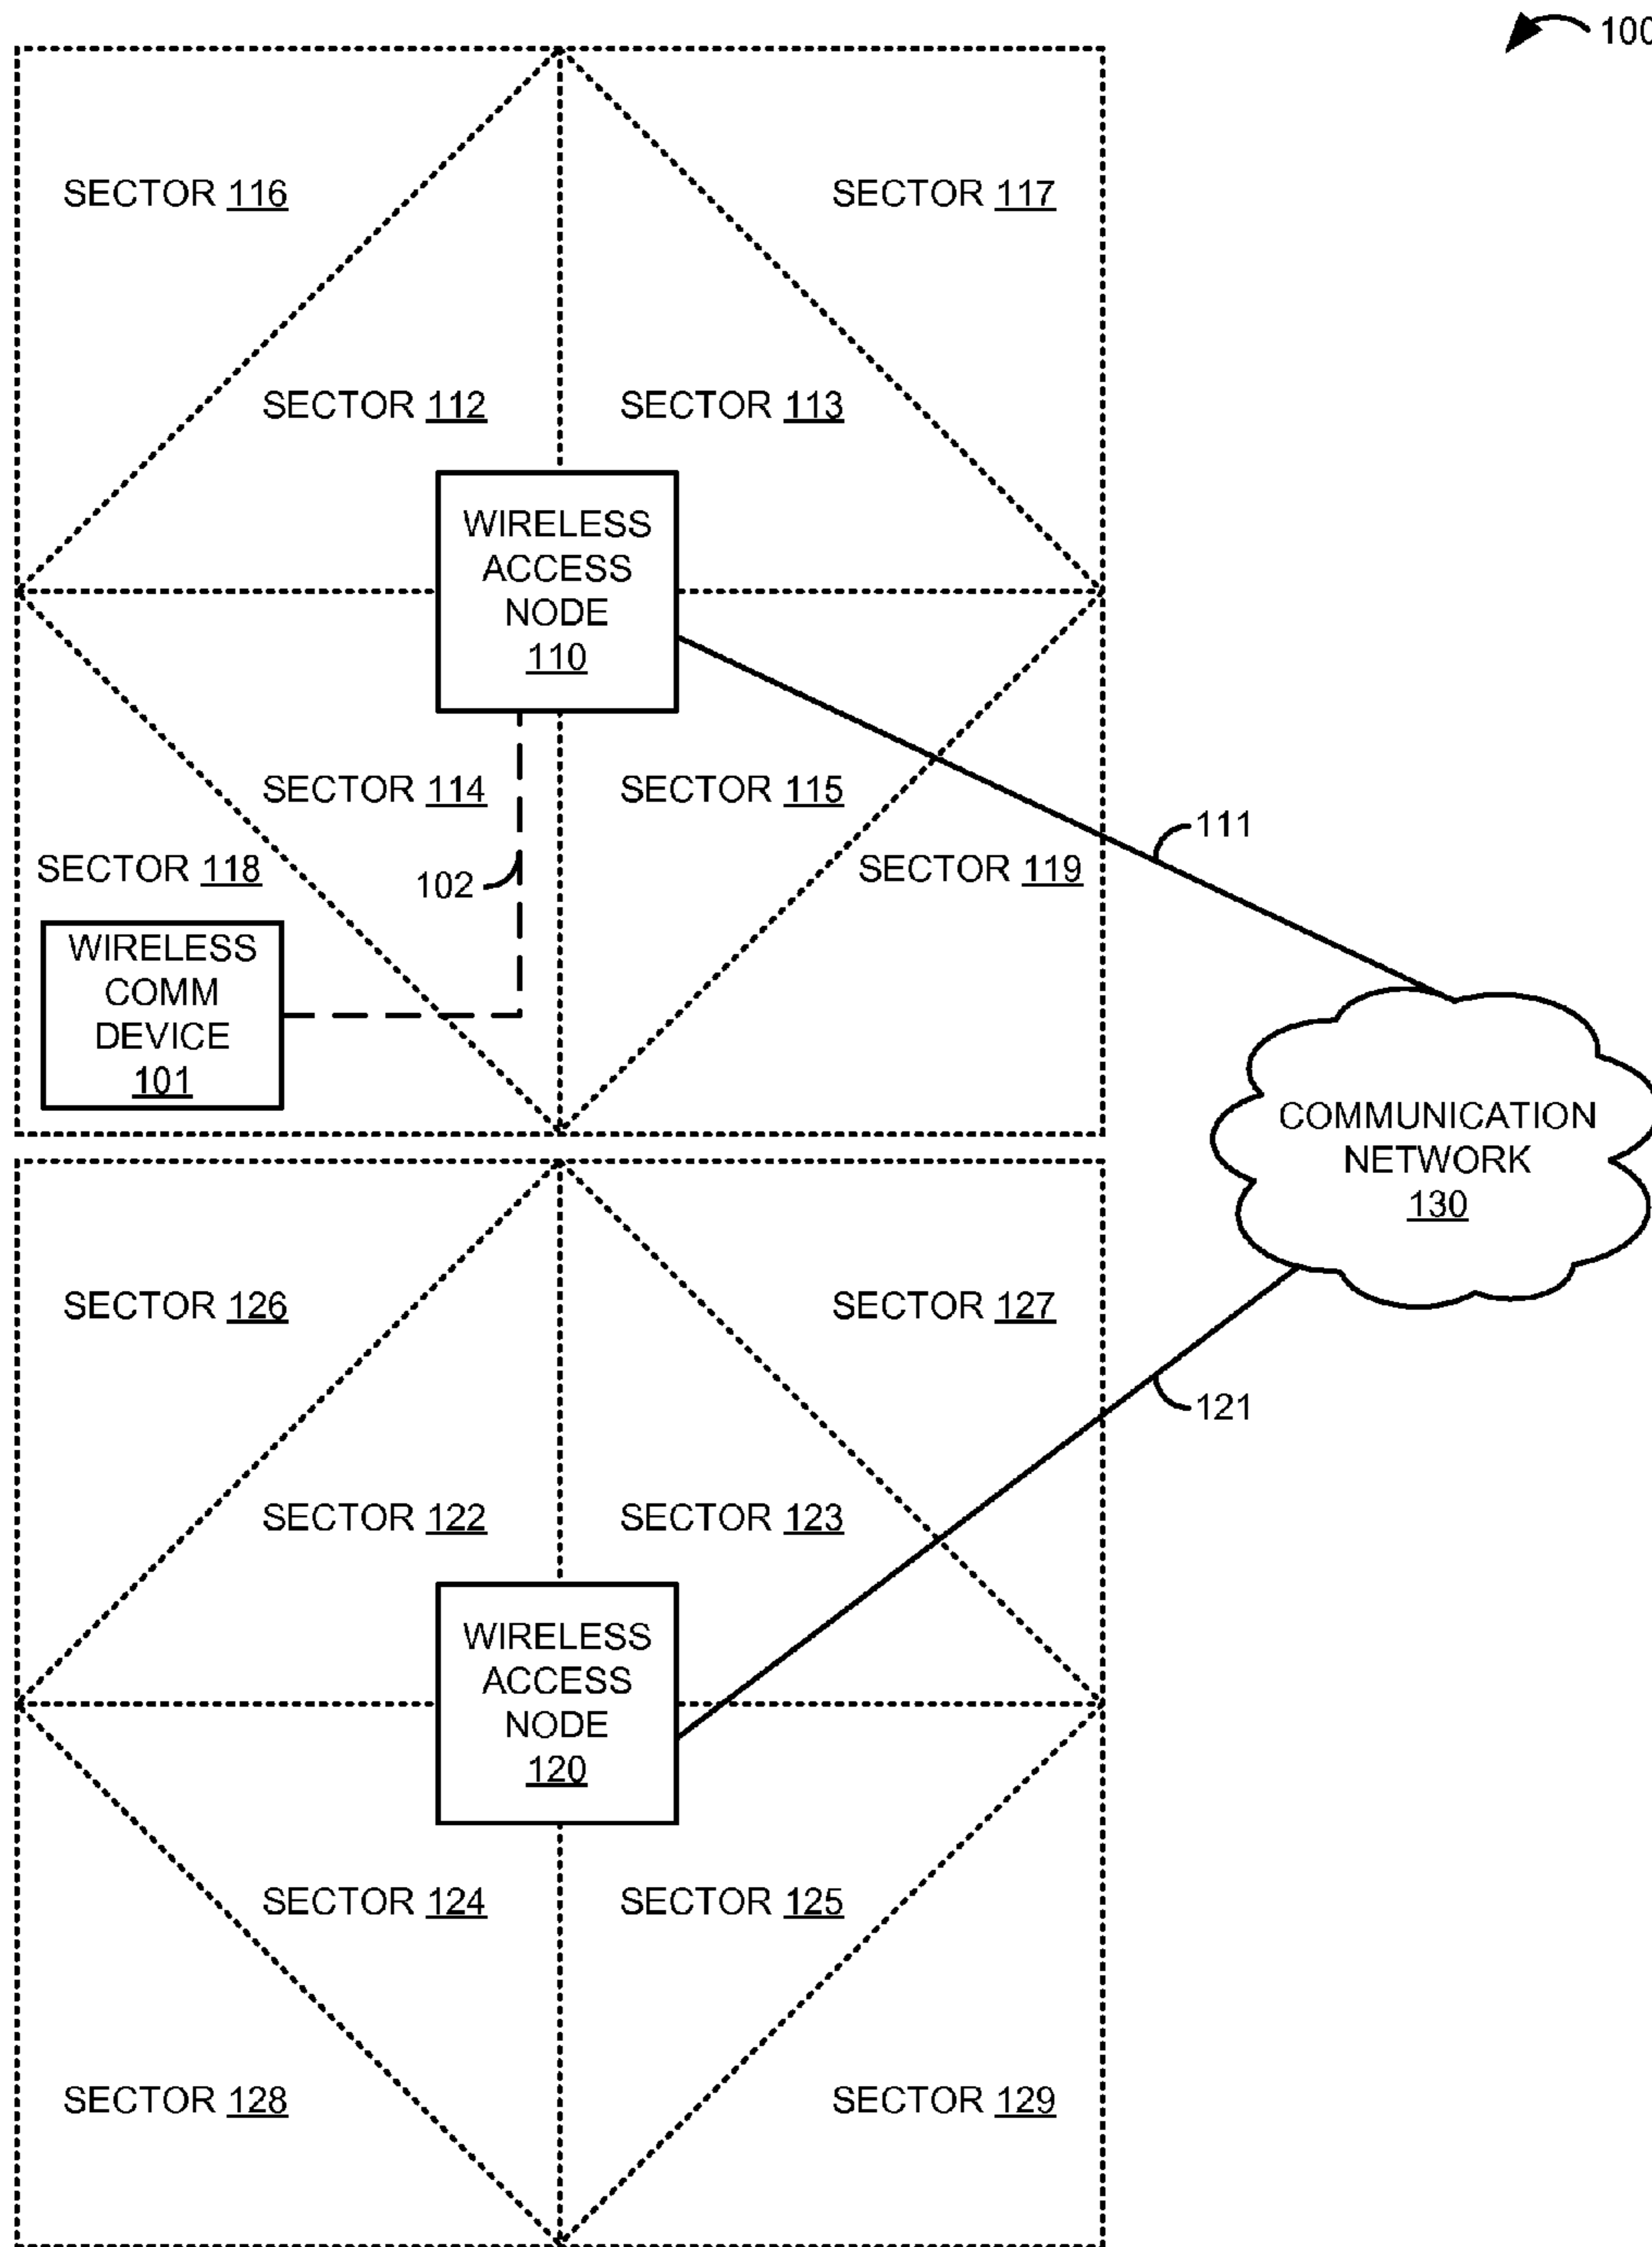 100
SECTOR 116
SECTOR 117
SECTOR 112
SECTOR 113
WIRELESS
ACCESS
NODE
110
SECTOR 114
SECTOR 115
111
SECTOR 118
102
SECTOR 119
WIRELESS
COMM
DEVICE
101
COMMUNICATION
NETWORK
130
SECTOR 126
SECTOR 127
121
SECTOR 122
SECTOR 123
WIRELESS
ACCESS
NODE
120
SECTOR 124
SECTOR 125
SECTOR 128
SECTOR 129